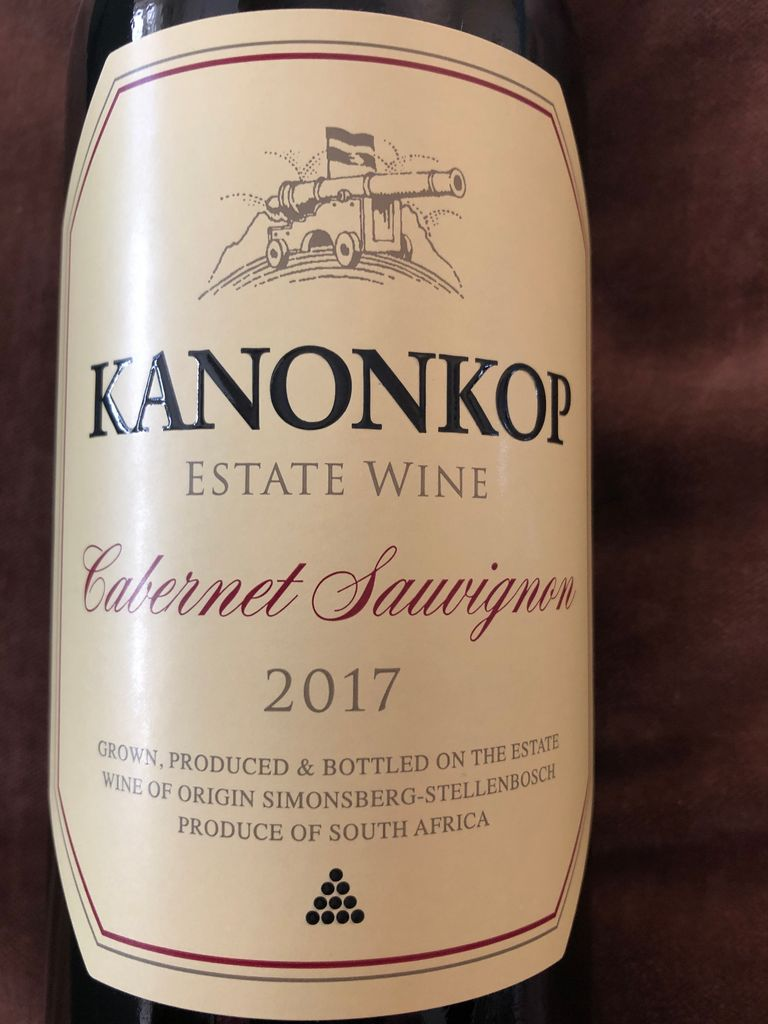 KANONKOP
ESTATE WINE
Cabernet Sauvignon
2017
GROWN, PRODUCED & BOTTLED ON THE ESTATE
WINE OF ORIGIN SIMONSBERG-STELLENBOSCH
PRODUCE OF SOUTH AFRICA